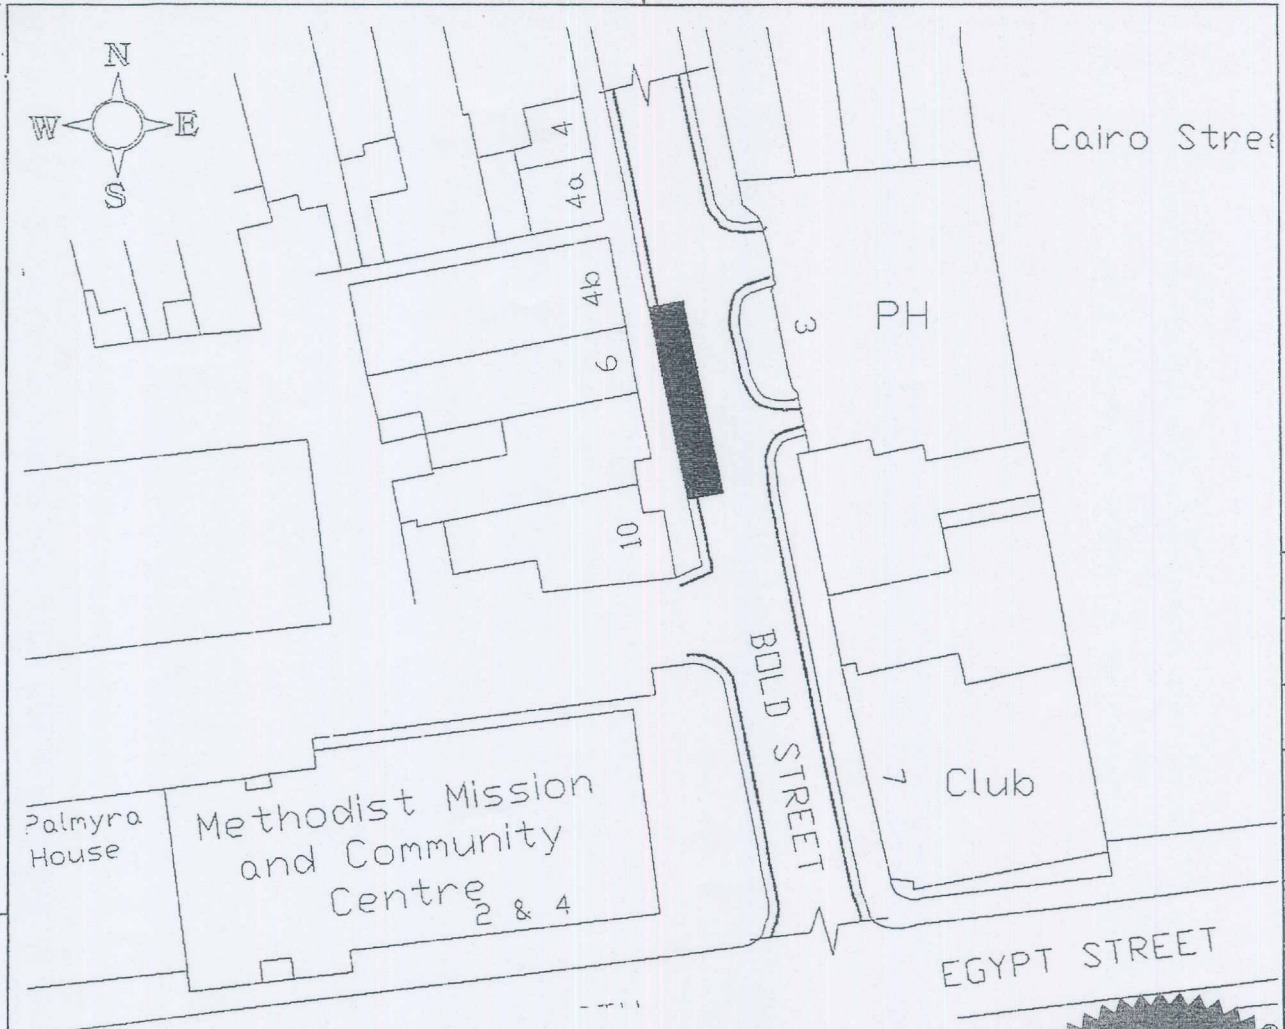 N
W
E
S
Cairo Stree
4
4a
4b
6
10
3
PH
BOLD STREET
7
Club
Palmyra
House
Methodist Mission
and Community
Centre
2 & 4
EGYPT STREET